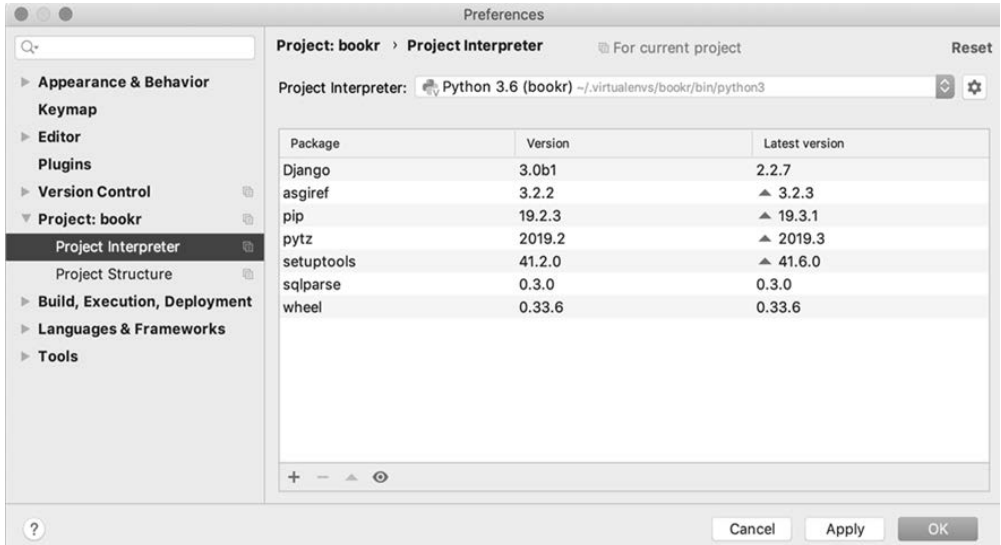 Preferences
Project: bookr › Project Interpreter For current project Reset
Appearance & Behavior
Keymap
Editor
Plugins
Version Control
Project: bookr
Project Interpreter
Project Structure
Build, Execution, Deployment
Languages & Frameworks
Tools
Project Interpreter: Python 3.6 (bookr) ~/.virtualenvs/bookr/bin/python3
Package Version Latest version
Django 3.0b1 2.2.7
asgiref 3.2.2 3.2.3
pip 19.2.3 19.3.1
pytz 2019.2 2019.3
setuptools 41.2.0 41.6.0
sqlparse 0.3.0 0.3.0
wheel 0.33.6 0.33.6
? Cancel Apply OK